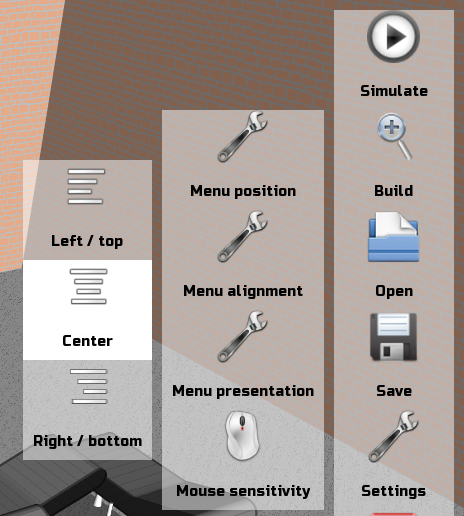 Left / top
Center
Right / bottom
Menu position
Menu alignment
Menu presentation
Mouse sensitivity
Simulate
Build
Open
Save
Settings